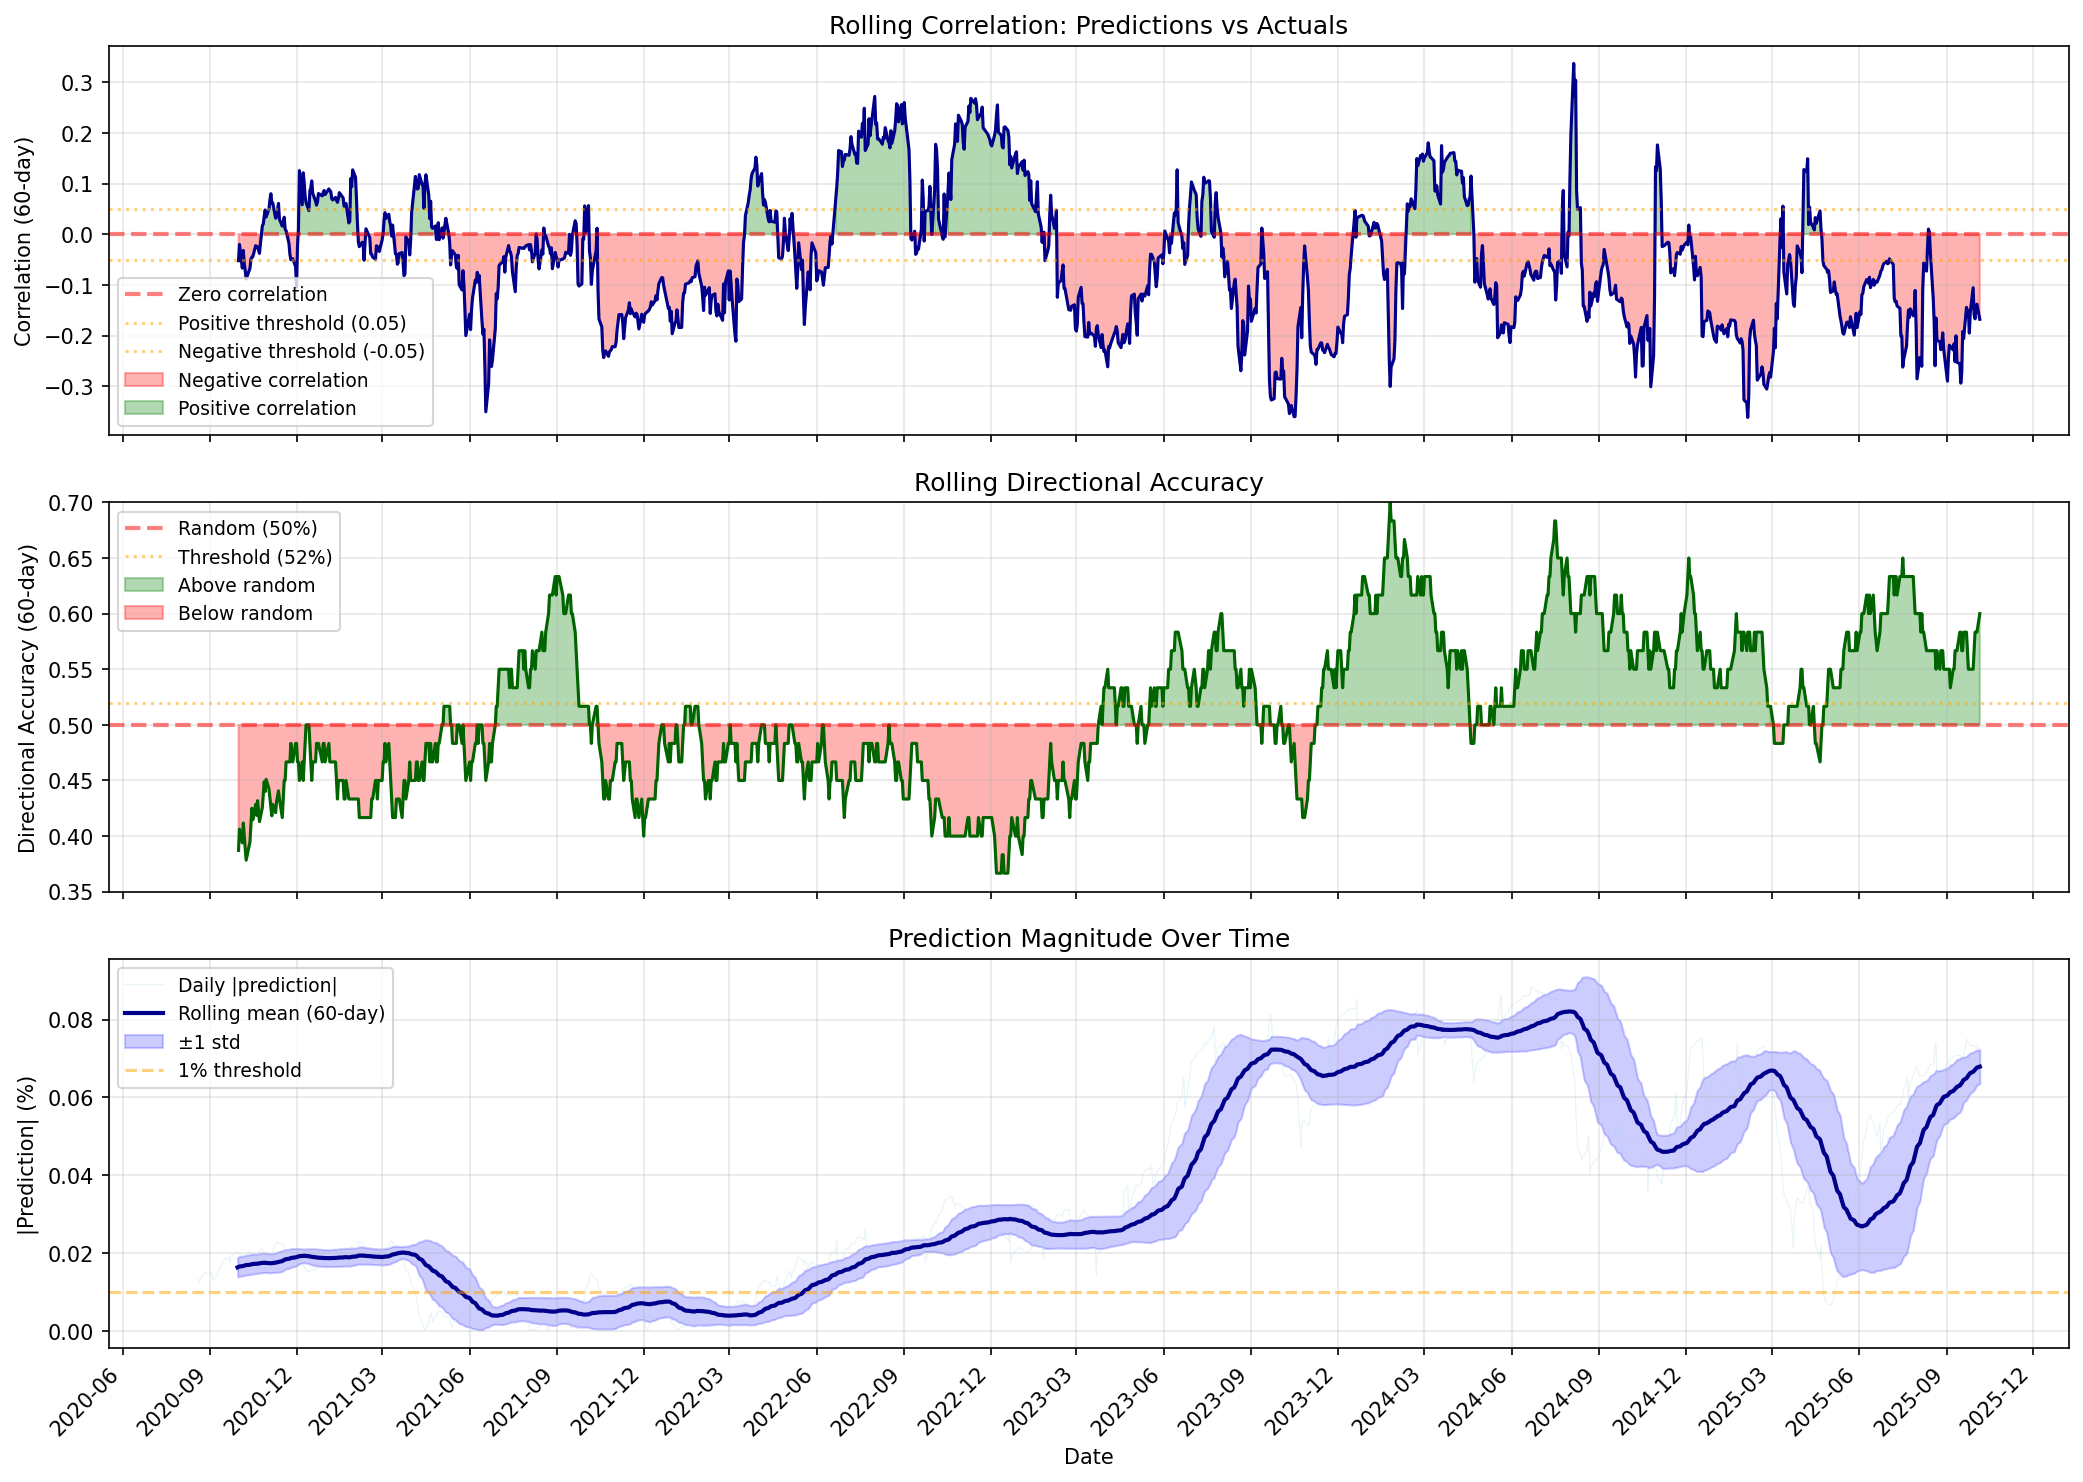 Rolling Correlation: Predictions vs Actuals
Correlation (60-day)
0.3
0.2
0.1
0.0
−0.1
−0.2
−0.3
Zero correlation
Positive threshold (0.05)
Negative threshold (-0.05)
Negative correlation
Positive correlation
Rolling Directional Accuracy
Directional Accuracy (60-day)
0.70
0.65
0.60
0.55
0.50
0.45
0.40
0.35
Random (50%)
Threshold (52%)
Above random
Below random
Prediction Magnitude Over Time
|Prediction| (%)
0.08
0.06
0.04
0.02
0.00
Daily |prediction|
Rolling mean (60-day)
±1 std
1% threshold
2020-06
2020-09
2020-12
2021-03
2021-06
2021-09
2021-12
2022-03
2022-06
2022-09
2022-12
2023-03
2023-06
2023-09
2023-12
2024-03
2024-06
2024-09
2024-12
2025-03
2025-06
2025-09
2025-12
Date